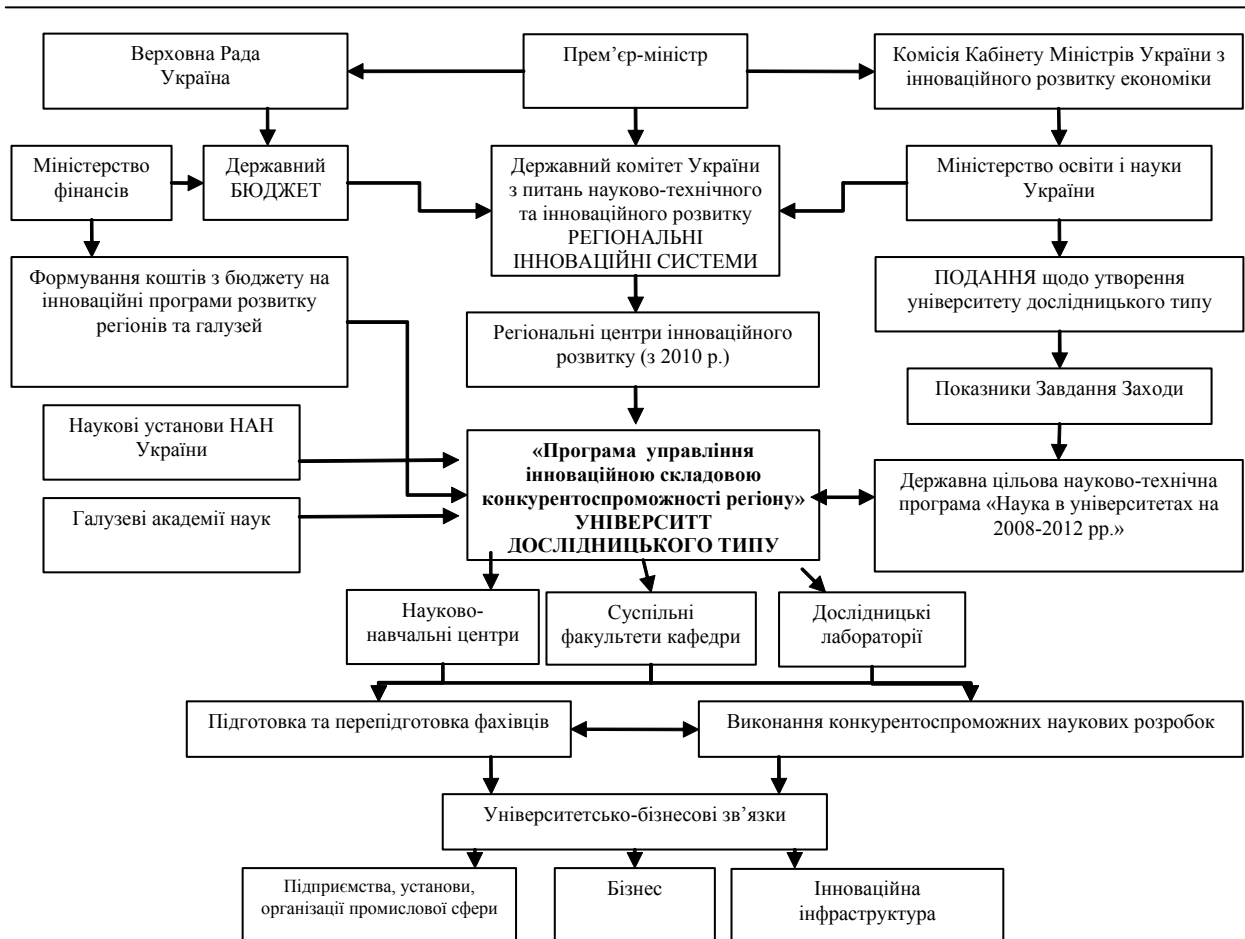 Верховна Рада
Україна
Прем’єр-міністр
Комісія Кабінету Міністрів України з
інноваційного розвитку економіки
Міністерство
фінансів
Державний
БЮДЖЕТ
Державний комітет України
з питань науково-технічного
та інноваційного розвитку
РЕГІОНАЛЬНІ
ІННОВАЦІЙНІ СИСТЕМИ
Міністерство освіти і науки
України
Формування коштів з бюджету на
інноваційні програми розвитку
регіонів та галузей
ПОДАННЯ щодо утворення
університету дослідницького типу
Регіональні центри інноваційного
розвитку (з 2010 р.)
Показники Завдання Заходи
Наукові установи НАН
України
«Програма управління
інноваційною складовою
конкурентоспроможності регіону»
УНІВЕРСИТТ
ДОСЛІДНИЦЬКОГО ТИПУ
Державна цільова науково-технічна
програма «Наука в університетах на
2008-2012 рр.»
Галузеві академії наук
Науково-
навчальні центри
Суспільні
факультети кафедри
Дослідницькі
лабораторії
Підготовка та перепідготовка фахівців
Виконання конкурентоспроможних наукових розробок
Університетсько-бізнесові зв’язки
Підприємства, установи,
організації промислової сфери
Бізнес
Інноваційна
інфраструктура